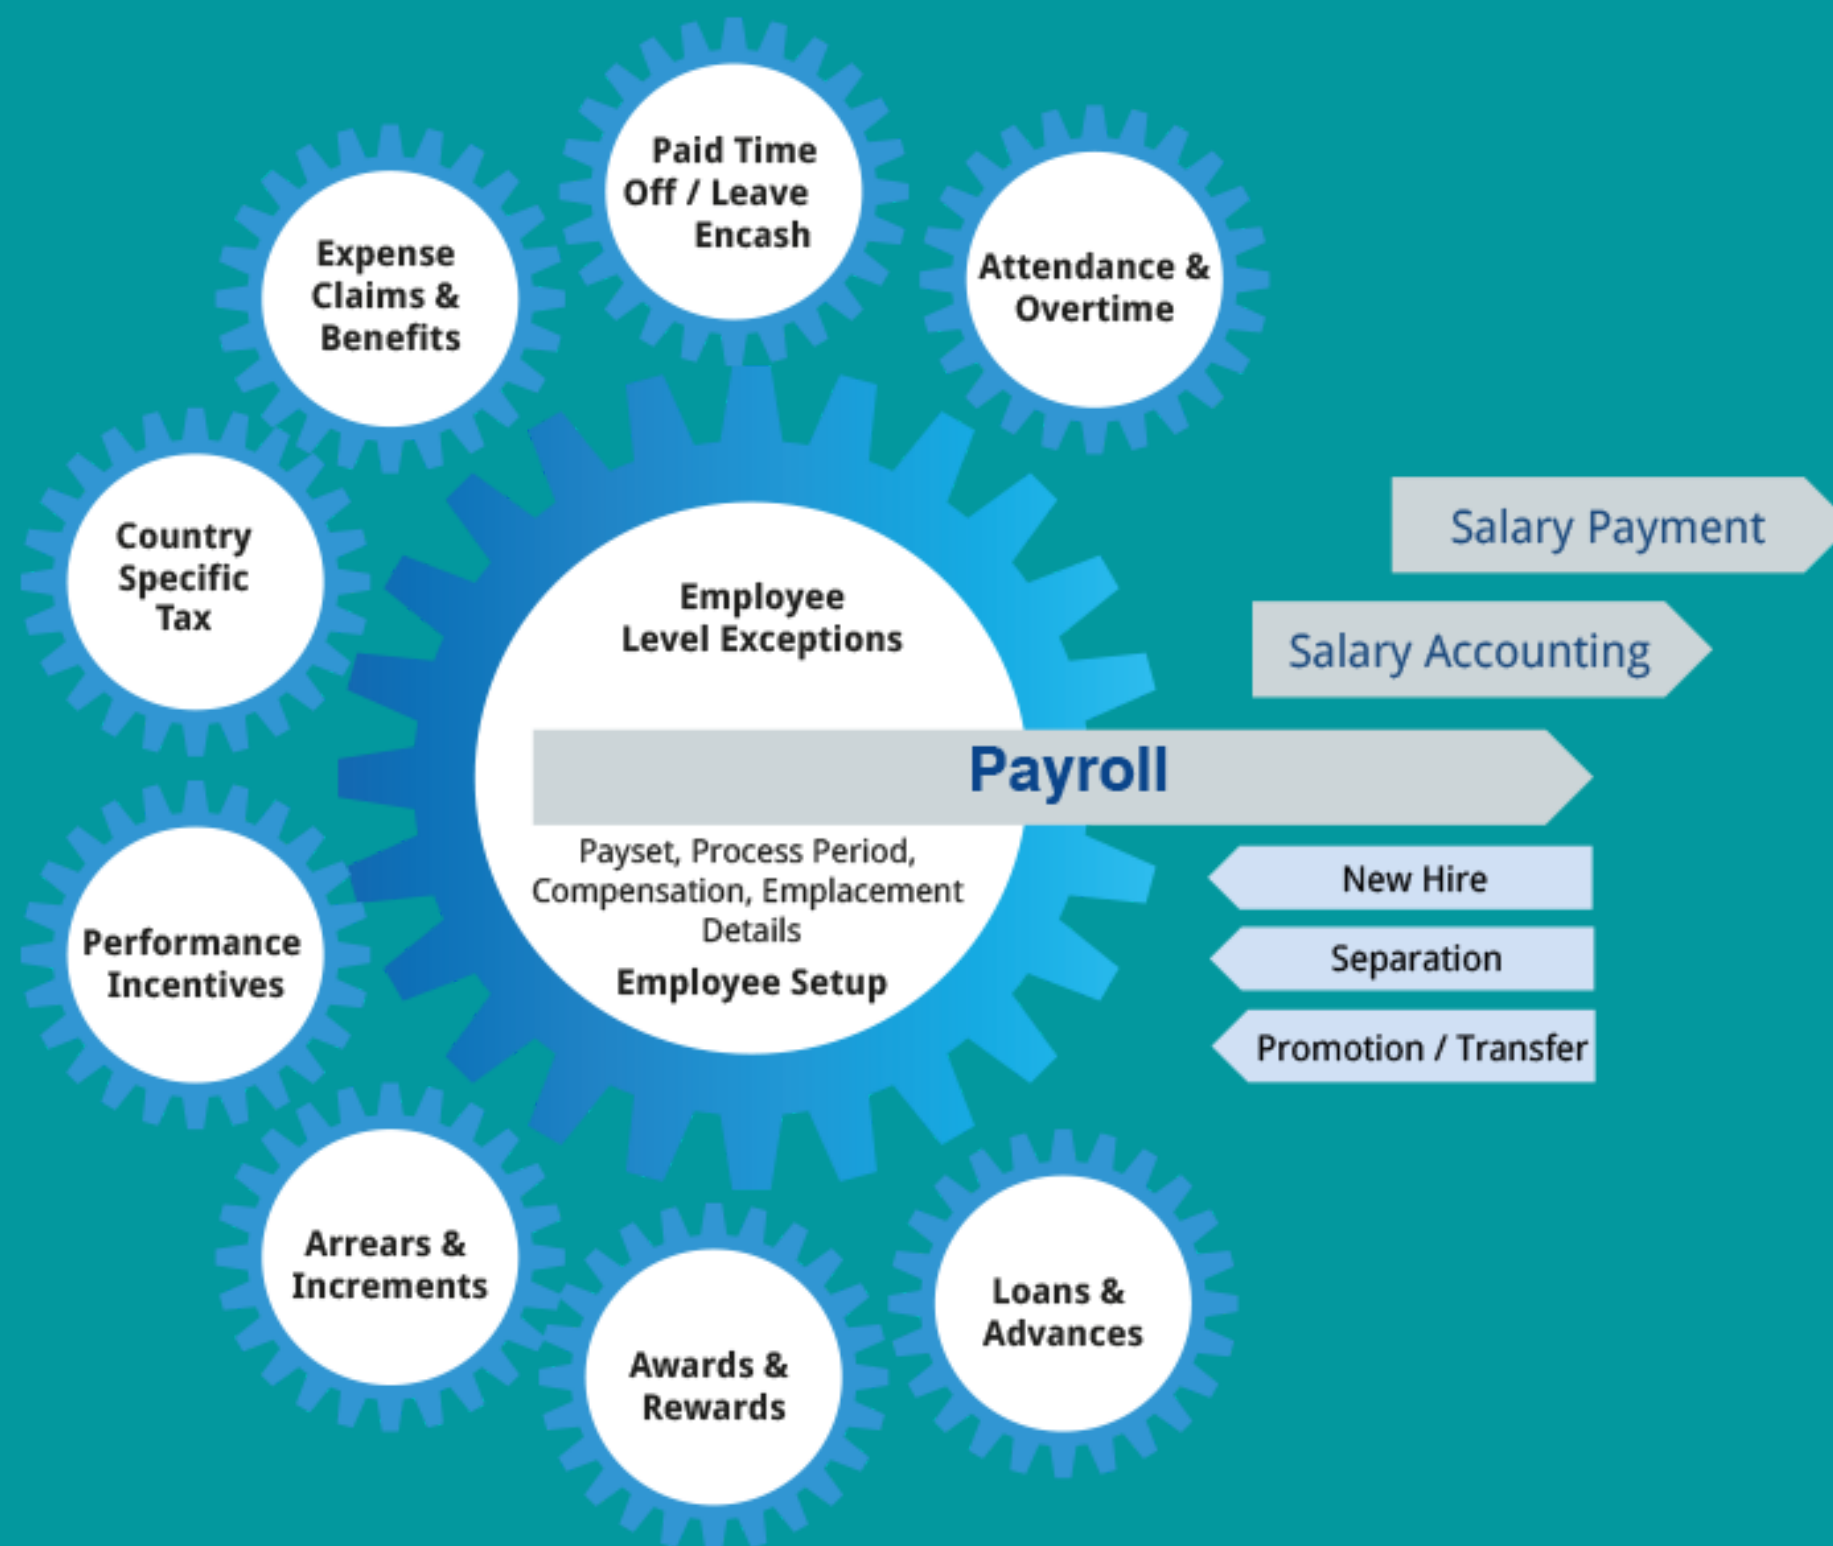 Paid Time
Off / Leave
Encash
Expense
Claims &
Benefits
Attendance &
Overtime
Country
Specific
Tax
Employee
Level Exceptions
Salary Payment
Salary Accounting
Payroll
Payset, Process Period,
Compensation, Emplacement
Details
Employee Setup
New Hire
Separation
Promotion / Transfer
Performance
Incentives
Arrears &
Increments
Awards &
Rewards
Loans &
Advances